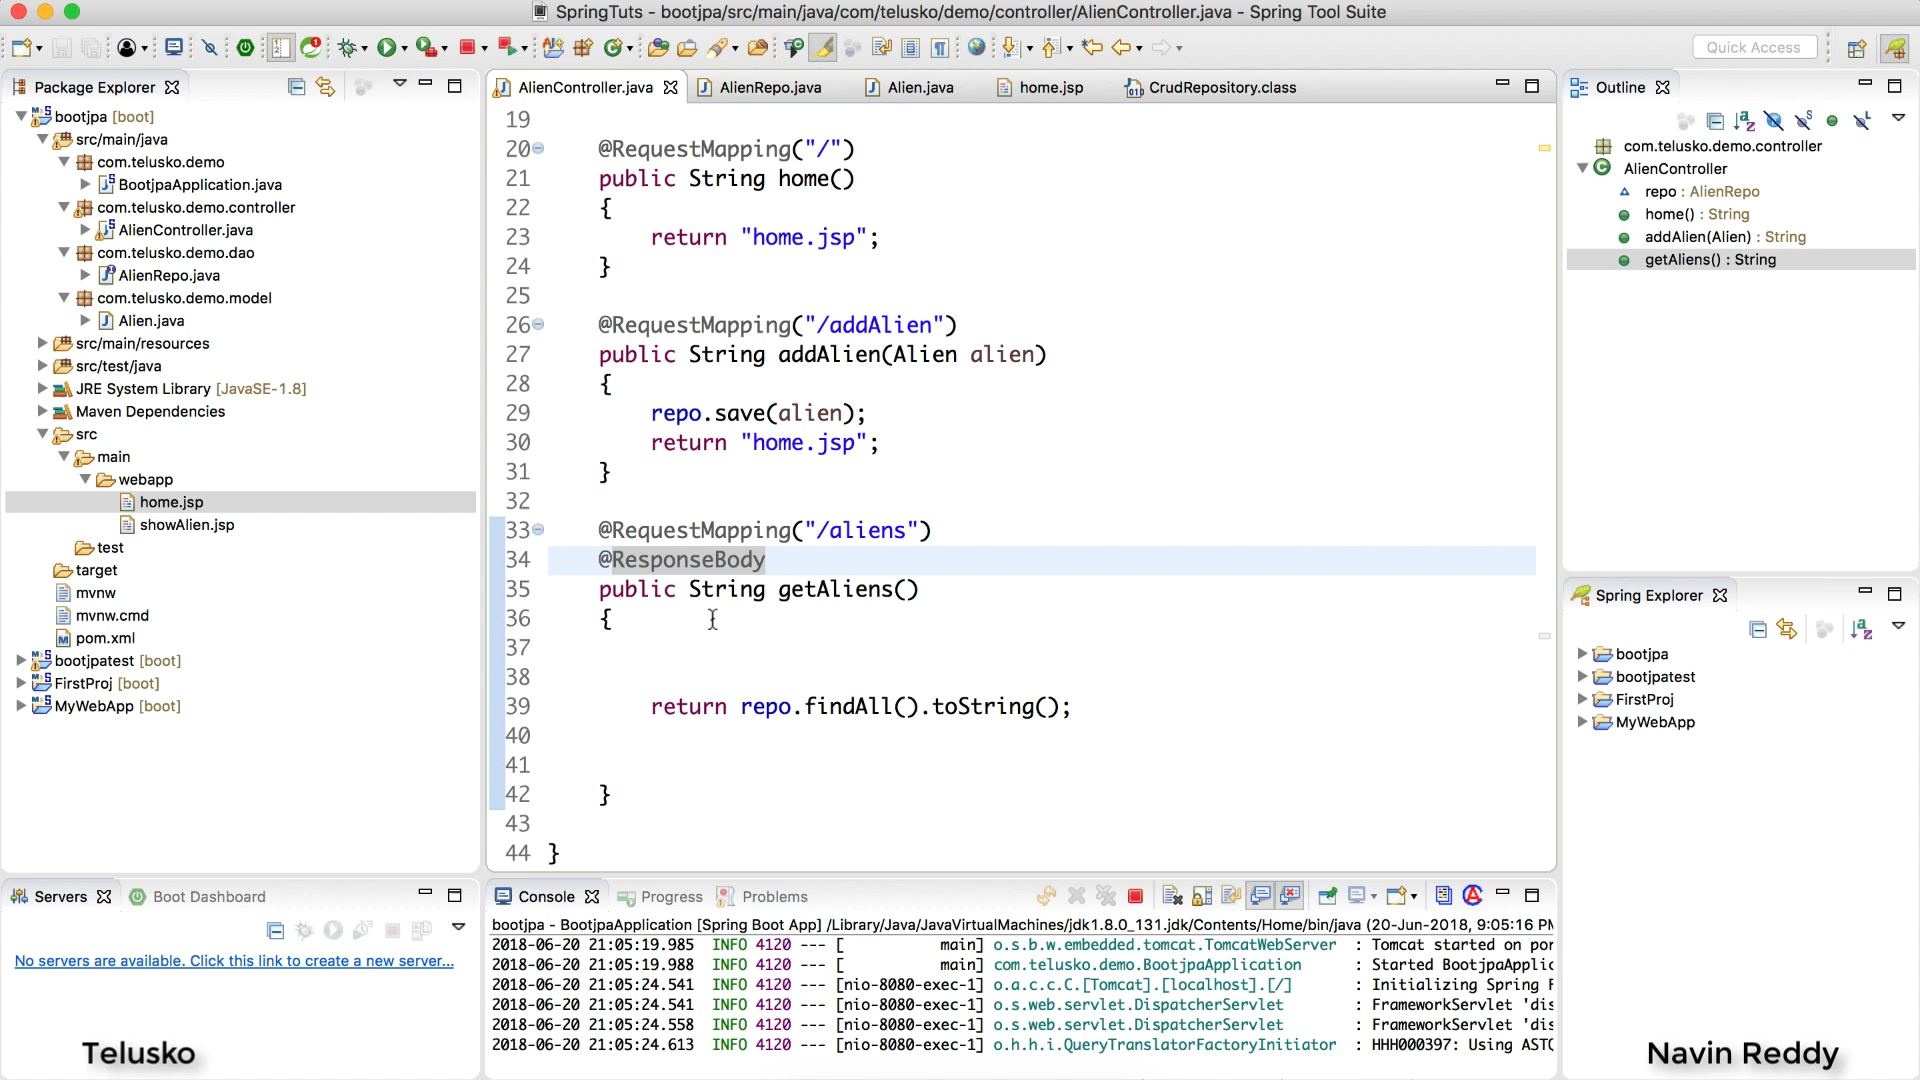 SpringTuts - bootjpa/src/main/java/com/telusko/demo/controller/AlienController.java - Spring Tool Suite
Quick Access
Package Explorer
bootjpa [boot]
src/main/java
com.telusko.demo
BootjpaApplication.java
com.telusko.demo.controller
AlienController.java
com.telusko.demo.dao
AlienRepo.java
com.telusko.demo.model
Alien.java
src/main/resources
src/test/java
JRE System Library [JavaSE-1.8]
Maven Dependencies
src
main
webapp
home.jsp
showAlien.jsp
test
target
mvnw
mvnw.cmd
pom.xml
bootjpatest [boot]
FirstProj [boot]
MyWebApp [boot]
AlienController.java AlienRepo.java Alien.java home.jsp CrudRepository.class
19
20 @RequestMapping("/")
21 public String home()
22 {
23 return "home.jsp";
24 }
25
26 @RequestMapping("/addAlien")
27 public String addAlien(Alien alien)
28 {
29 repo.save(alien);
30 return "home.jsp";
31 }
32
33 @RequestMapping("/aliens")
34 @ResponseBody
35 public String getAliens()
36 {
37
38
39 return repo.findAll().toString();
40
41
42 }
43
44 }
Outline
com.telusko.demo.controller
AlienController
repo : AlienRepo
home() : String
addAlien(Alien) : String
getAliens() : String
Spring Explorer
bootjpa
bootjpatest
FirstProj
MyWebApp
Servers Boot Dashboard
No servers are available. Click this link to create a new server...
Console Progress Problems
bootjpa - BootjpaApplication [Spring Boot App] /Library/Java/JavaVirtualMachines/jdk1.8.0_131.jdk/Contents/Home/bin/java (20-Jun-2018, 9:05:16 PM
2018-06-20 21:05:19.985 INFO 4120 --- [ main] o.s.b.w.embedded.tomcat.TomcatWebServer : Tomcat started on por
2018-06-20 21:05:19.988 INFO 4120 --- [ main] com.telusko.demo.BootjpaApplication : Started BootjpaApplic
2018-06-20 21:05:24.541 INFO 4120 --- [nio-8080-exec-1] o.a.c.c.C.[Tomcat].[localhost].[/] : Initializing Spring F
2018-06-20 21:05:24.541 INFO 4120 --- [nio-8080-exec-1] o.s.web.servlet.DispatcherServlet : FrameworkServlet 'dis
2018-06-20 21:05:24.558 INFO 4120 --- [nio-8080-exec-1] o.s.web.servlet.DispatcherServlet : FrameworkServlet 'dis
2018-06-20 21:05:24.613 INFO 4120 --- [nio-8080-exec-1] o.h.h.i.QueryTranslatorFactoryInitiator : HHH000397: Using ASTQ
Telusko
Navin Reddy